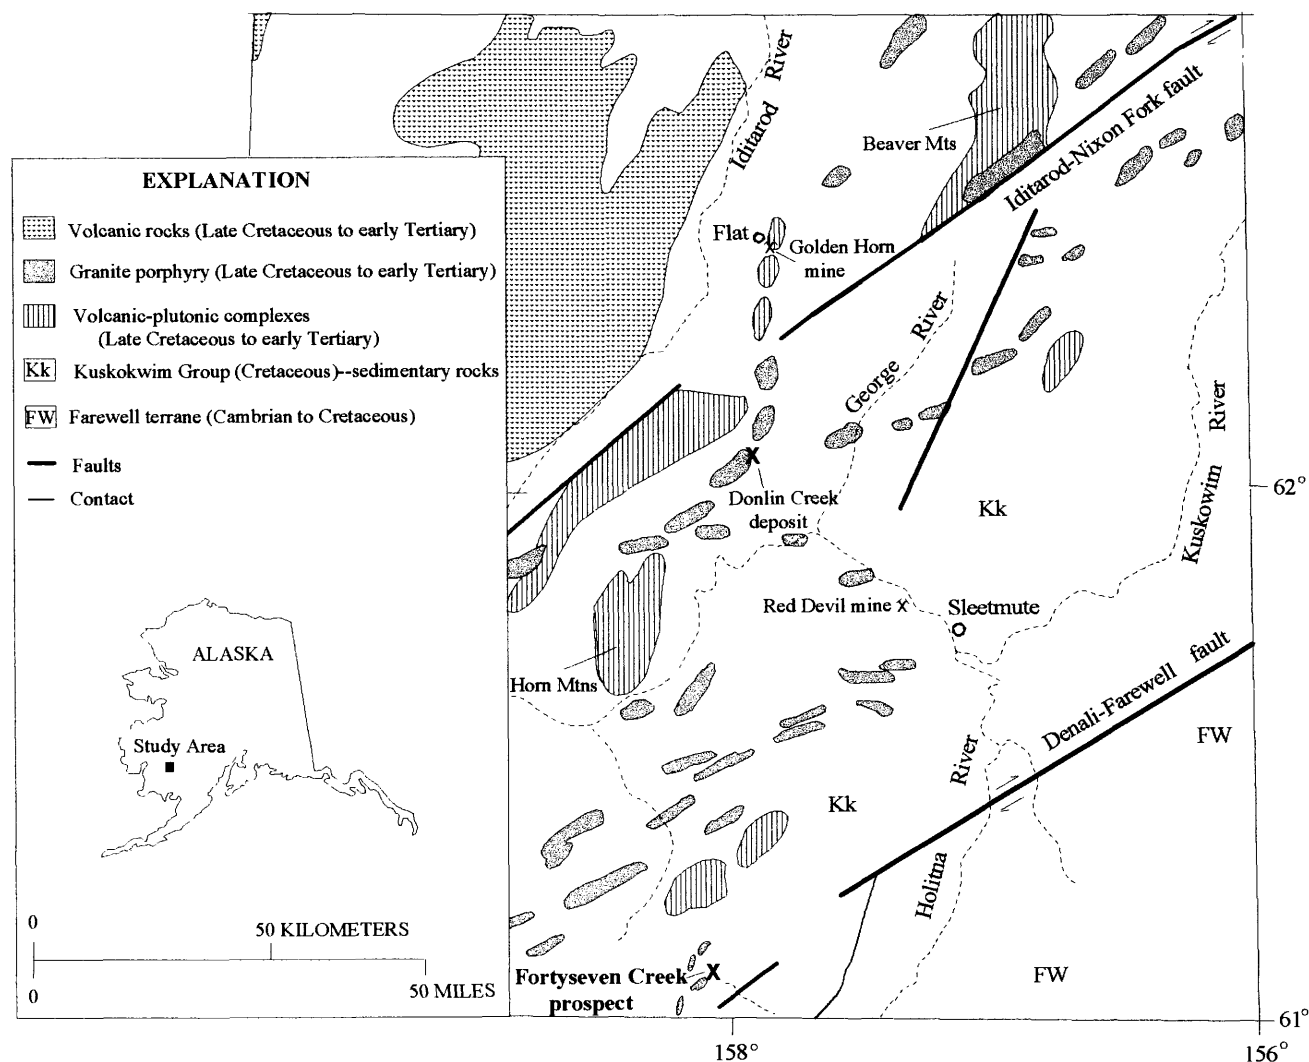 EXPLANATION
Volcanic rocks (Late Cretaceous to early Tertiary)
Granite porphyry (Late Cretaceous to early Tertiary)
Volcanic-plutonic complexes
(Late Cretaceous to early Tertiary)
Kk Kuskokwim Group (Cretaceous)--sedimentary rocks
FW Farewell terrane (Cambrian to Cretaceous)
Faults
Contact
ALASKA
Study Area
0
50 KILOMETERS
0
50 MILES
Iditarod River
Beaver Mts
Iditarod-Nixon Fork fault
Flat
Golden Horn
mine
George River
Kuskowim River
Donlin Creek
deposit
Kk
62°
Red Devil mine x
Sleetmute
Horn Mtns
Denali-Farewell fault
FW
Kk
Holitna River
Fortyseven Creek
prospect
FW
61°
158°
156°